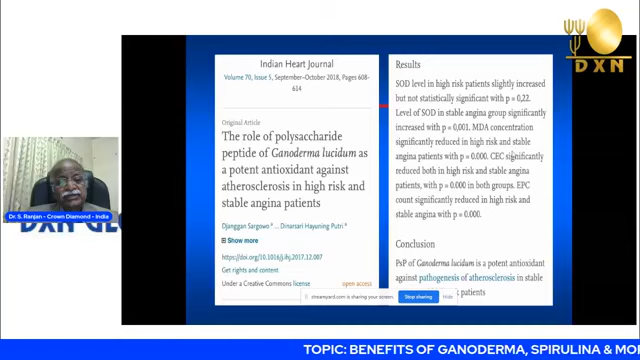 DXN
Indian Heart Journal
Volume 70, Issue 5, September–October 2018, Pages 608-
614
Original Article
The role of polysaccharide
peptide of Ganoderma lucidum as
a potent antioxidant against
atherosclerosis in high risk and
stable angina patients
Djanggan Sargowo ... Dinarsari Hayuning Putri
Show more
https://doi.org/10.1016/j.ihj.2017.12.007
Get rights and content
Under a Creative Commons license open access
Results
SOD level in high risk patients slightly increased
but not statistically significant with p = 0,22.
Level of SOD in stable angina group significantly
increased with p = 0,001. MDA concentration
significantly reduced in high risk and stable
angina patients with p = 0.000. CEC significantly
reduced both in high risk and stable angina
patients, with p = 0.000 in both groups. EPC
count significantly reduced in high risk and
stable angina with p = 0.000.
Conclusion
PsP of Ganoderma lucidum is a potent antioxidant
against pathogenesis of atherosclerosis in stable
patients
streamyard.com is sharing your screen. Stop sharing Hide
Dr. S. Ranjan - Crown Diamond - India
DXN
TOPIC: BENEFITS OF GANODERMA, SPIRULINA & MO